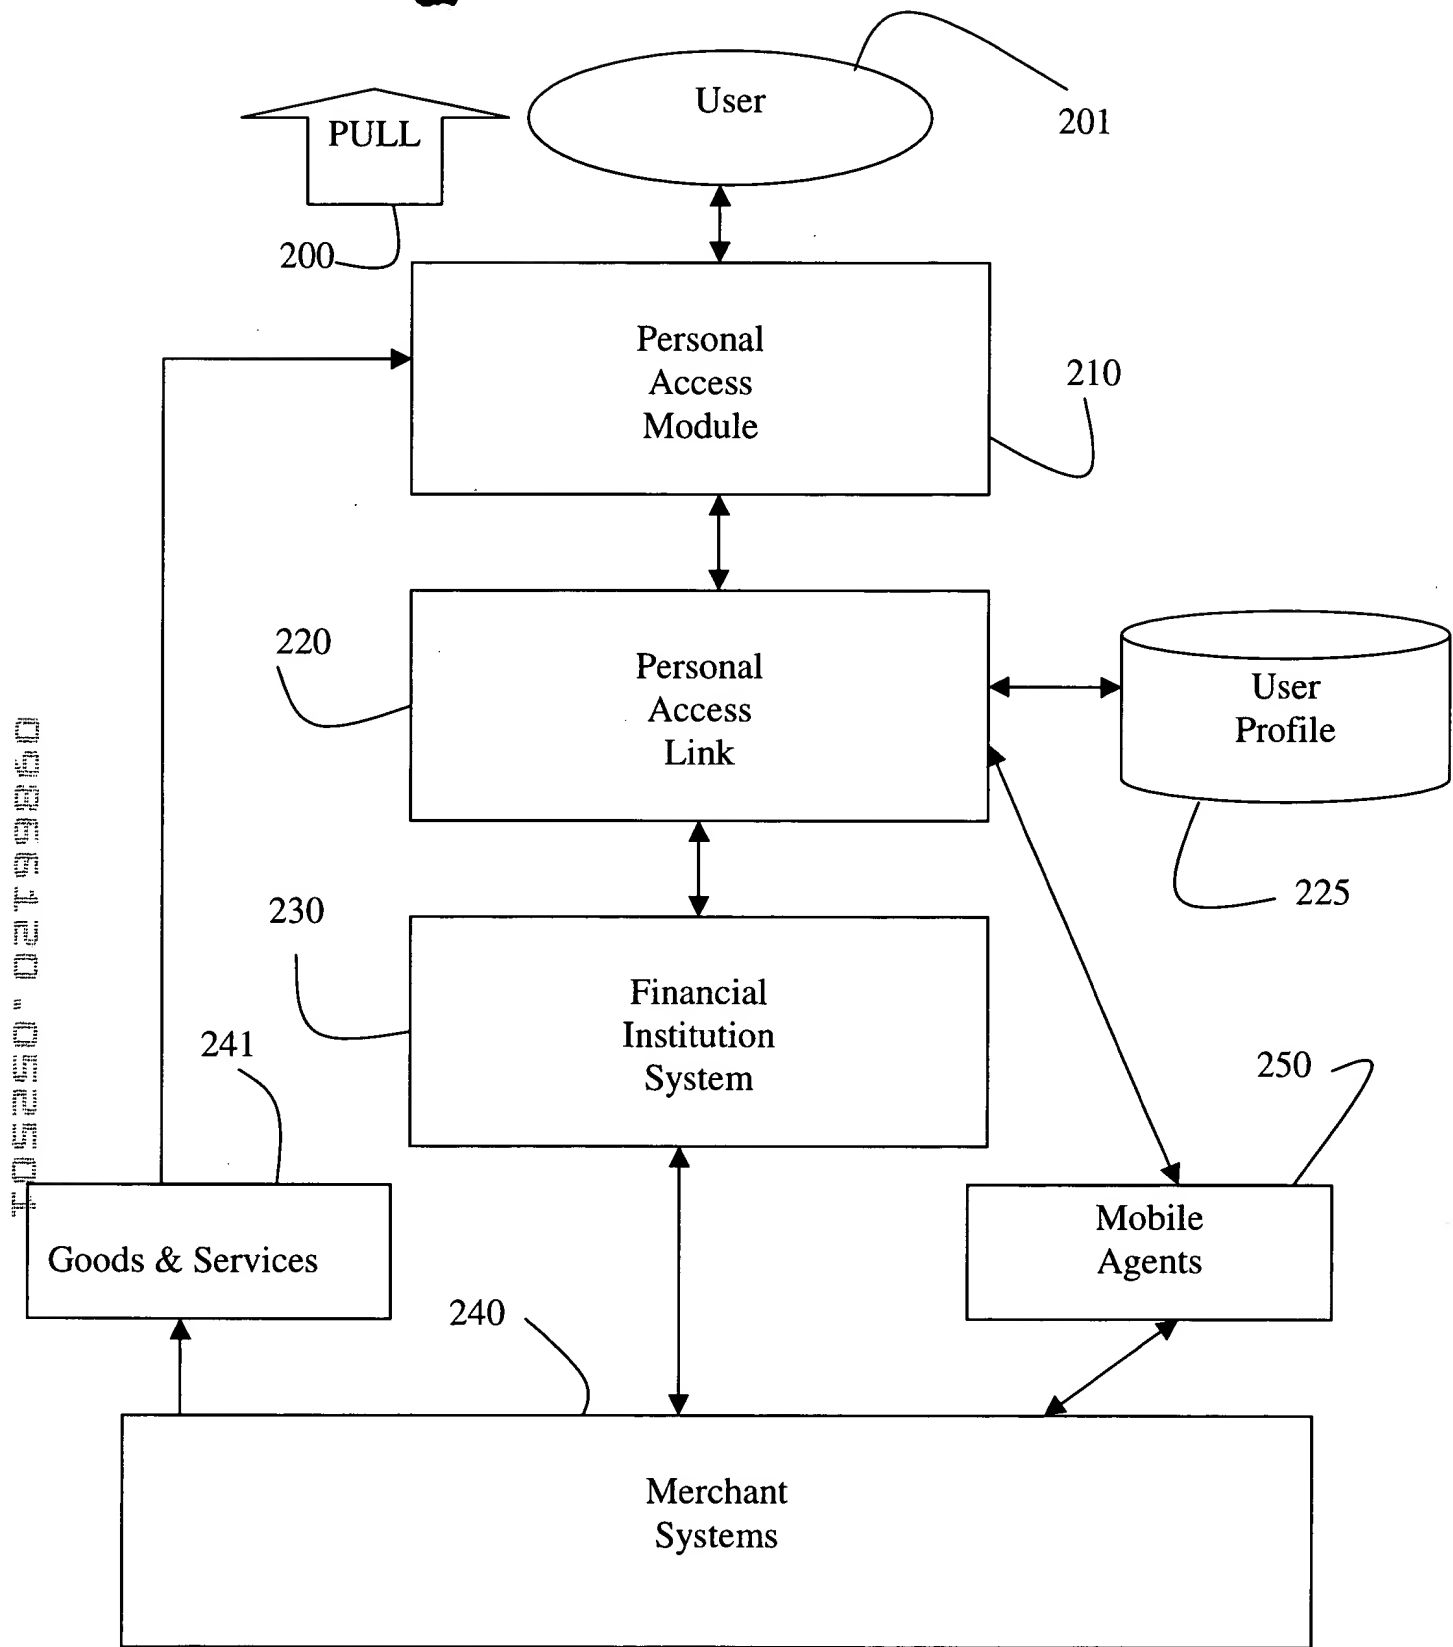 User
201
PULL
200
Personal
Access
Module
210
220
Personal
Access
Link
User
Profile
225
230
Financial
Institution
System
241
250
Goods & Services
Mobile
Agents
240
Merchant
Systems
09866120 . 052501